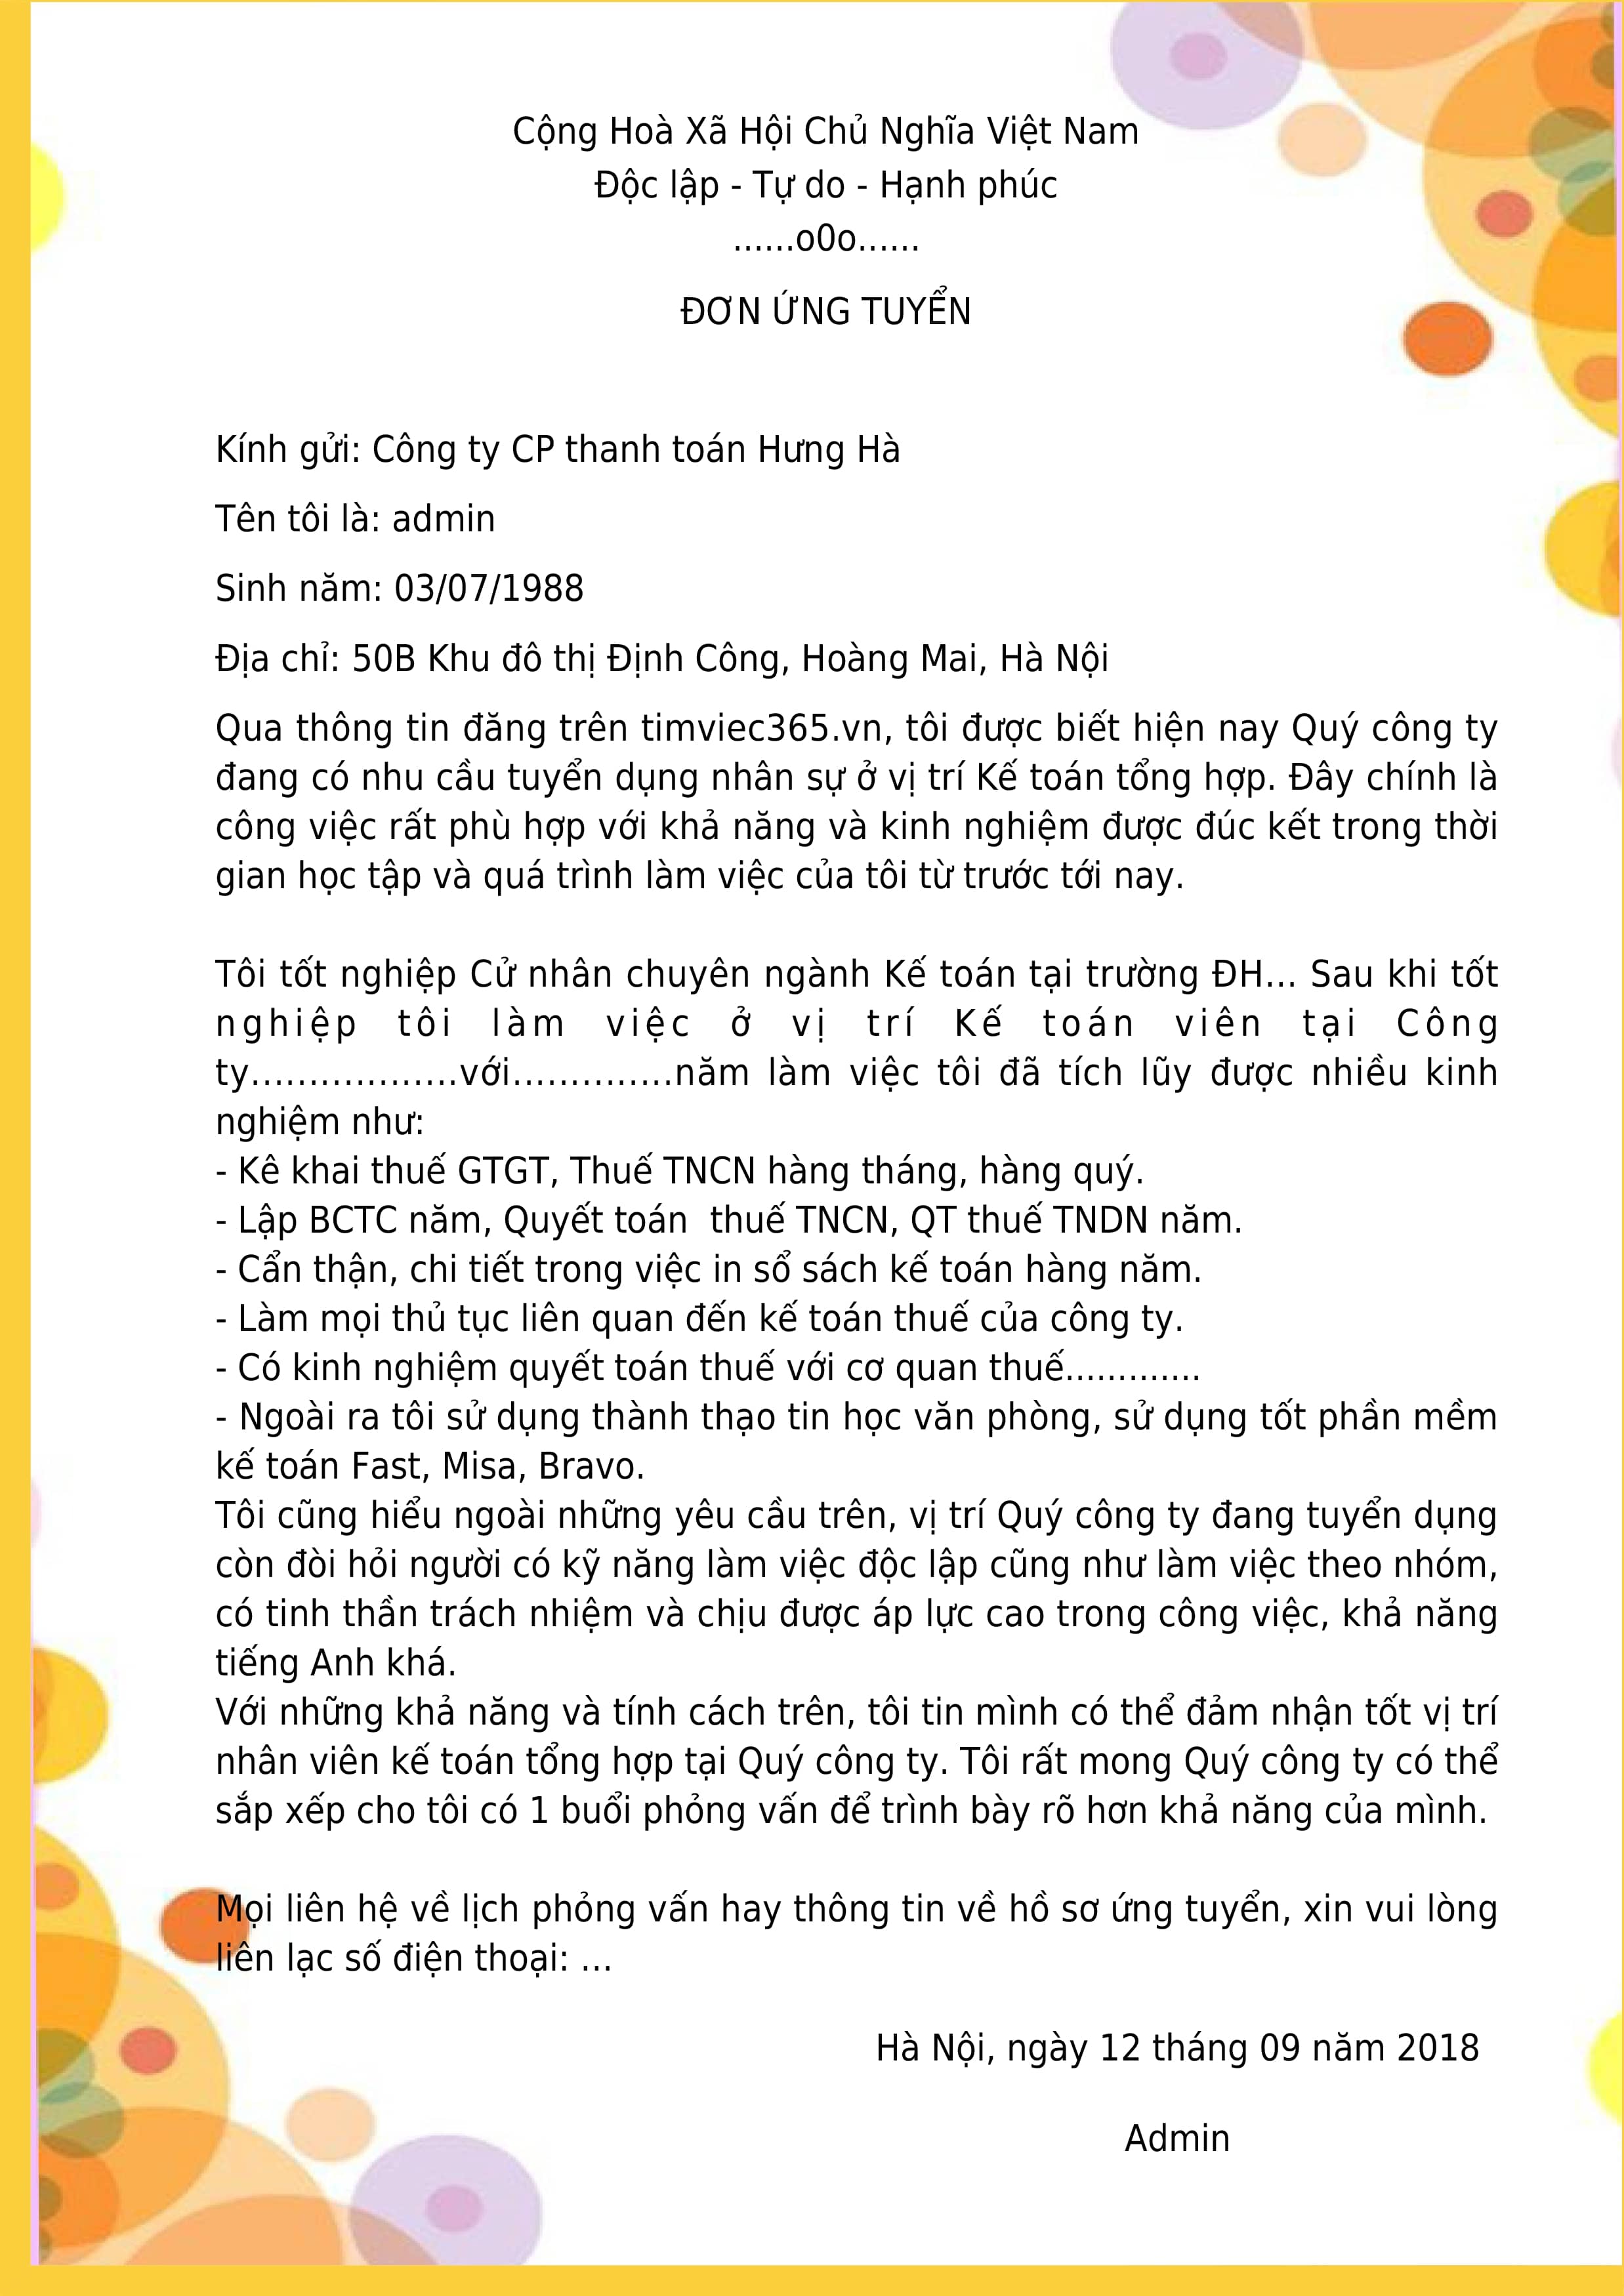 Cộng Hoà Xã Hội Chủ Nghĩa Việt Nam
Độc lập - Tự do - Hạnh phúc
......o0o......
ĐƠN ỨNG TUYỂN
Kính gửi: Công ty CP thanh toán Hưng Hà
Tên tôi là: admin
Sinh năm: 03/07/1988
Địa chỉ: 50B Khu đô thị Định Công, Hoàng Mai, Hà Nội
Qua thông tin đăng trên timviec365.vn, tôi được biết hiện nay Quý công ty
đang có nhu cầu tuyển dụng nhân sự ở vị trí Kế toán tổng hợp. Đây chính là
công việc rất phù hợp với khả năng và kinh nghiệm được đúc kết trong thời
gian học tập và quá trình làm việc của tôi từ trước tới nay.
Tôi tốt nghiệp Cử nhân chuyên ngành Kế toán tại trường ĐH... Sau khi tốt
nghiệp tôi làm việc ở vị trí Kế toán viên tại Công
ty..................với..............năm làm việc tôi đã tích lũy được nhiều kinh
nghiệm như:
- Kê khai thuế GTGT, Thuế TNCN hàng tháng, hàng quý.
- Lập BCTC năm, Quyết toán  thuế TNCN, QT thuế TNDN năm.
- Cẩn thận, chi tiết trong việc in sổ sách kế toán hàng năm.
- Làm mọi thủ tục liên quan đến kế toán thuế của công ty.
- Có kinh nghiệm quyết toán thuế với cơ quan thuế.............
- Ngoài ra tôi sử dụng thành thạo tin học văn phòng, sử dụng tốt phần mềm
kế toán Fast, Misa, Bravo.
Tôi cũng hiểu ngoài những yêu cầu trên, vị trí Quý công ty đang tuyển dụng
còn đòi hỏi người có kỹ năng làm việc độc lập cũng như làm việc theo nhóm,
có tinh thần trách nhiệm và chịu được áp lực cao trong công việc, khả năng
tiếng Anh khá.
Với những khả năng và tính cách trên, tôi tin mình có thể đảm nhận tốt vị trí
nhân viên kế toán tổng hợp tại Quý công ty. Tôi rất mong Quý công ty có thể
sắp xếp cho tôi có 1 buổi phỏng vấn để trình bày rõ hơn khả năng của mình.
Mọi liên hệ về lịch phỏng vấn hay thông tin về hồ sơ ứng tuyển, xin vui lòng
liên lạc số điện thoại: ...
Hà Nội, ngày 12 tháng 09 năm 2018
Admin